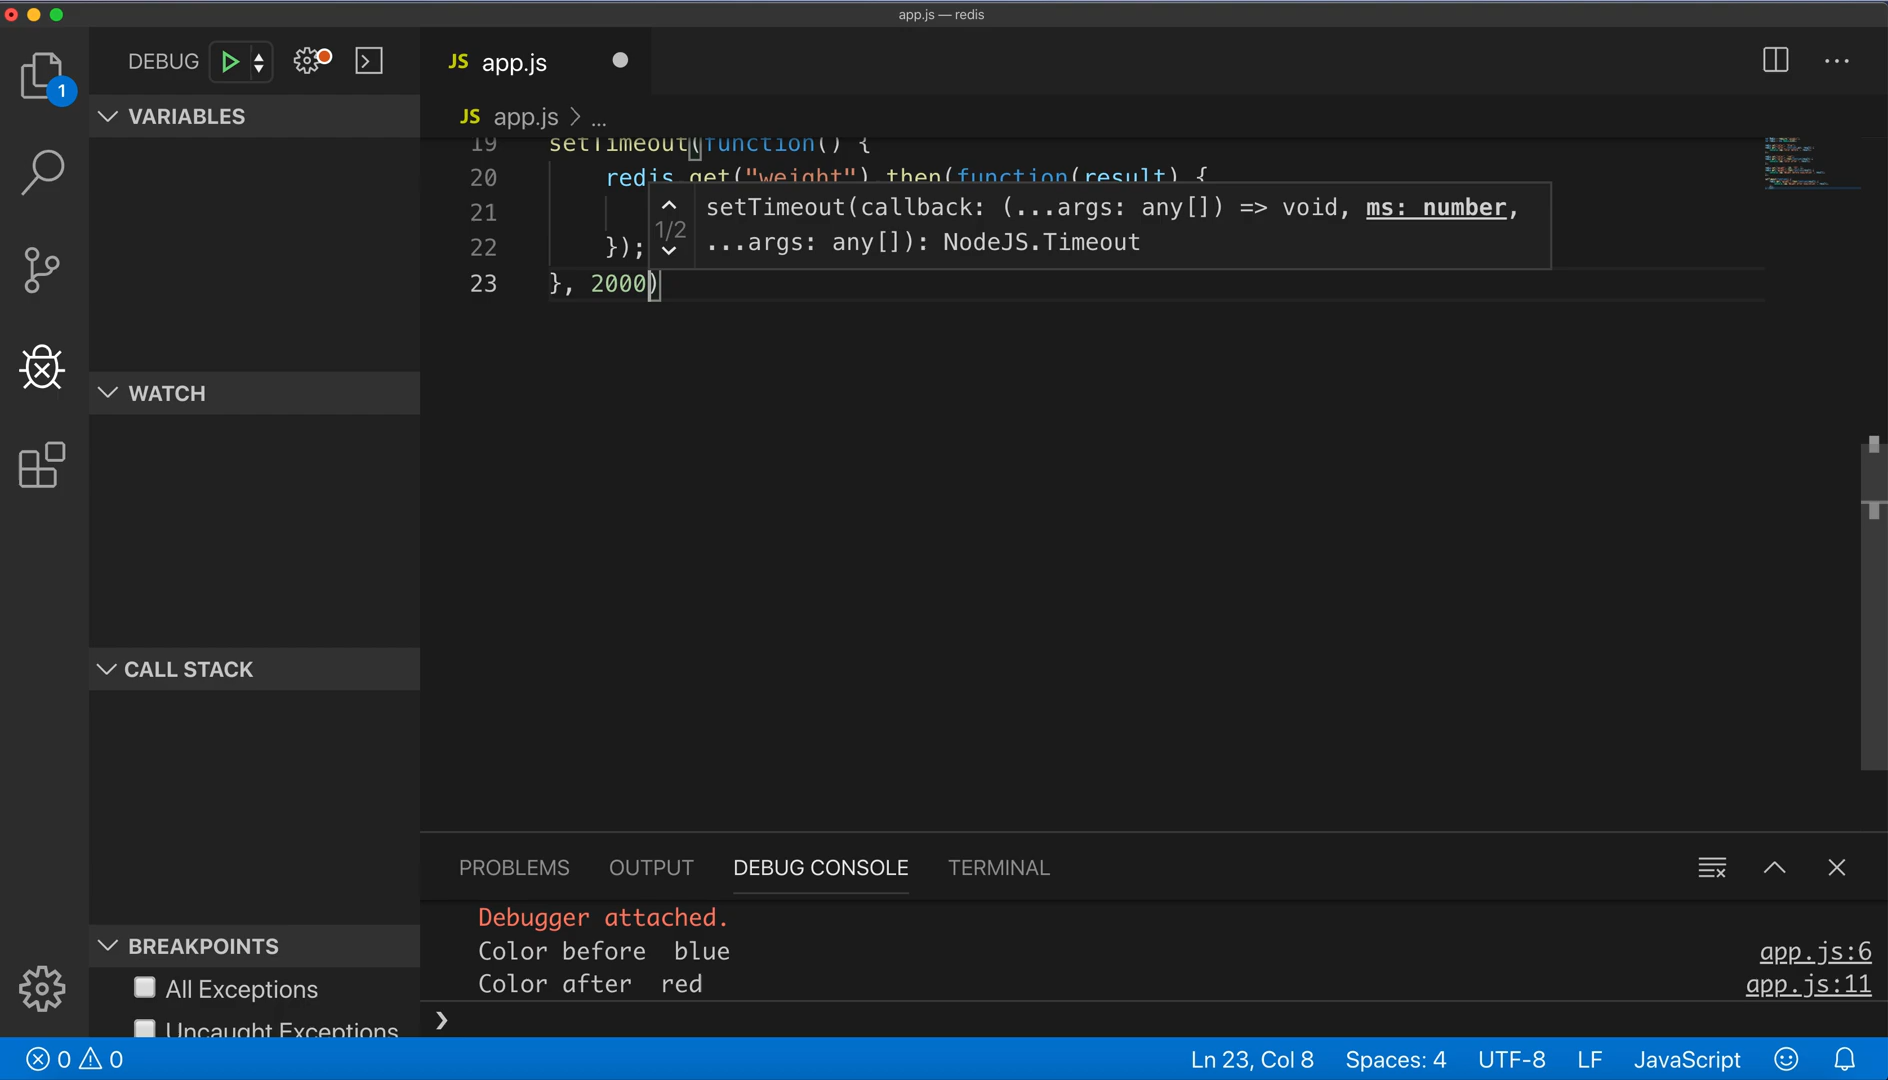 app.js — redis
DEBUG
JS app.js
1
VARIABLES
JS app.js > ...
19 setTimeout(function() {
20 redis.get("weight").then(function(result) {
21
22 });
23 }, 2000)
1/2
setTimeout(callback: (...args: any[]) => void, ms: number,
...args: any[]): NodeJS.Timeout
WATCH
CALL STACK
BREAKPOINTS
All Exceptions
Uncaught Exceptions
PROBLEMS OUTPUT DEBUG CONSOLE TERMINAL
Debugger attached.
Color before  blue app.js:6
Color after  red app.js:11
0 0 Ln 23, Col 8 Spaces: 4 UTF-8 LF JavaScript